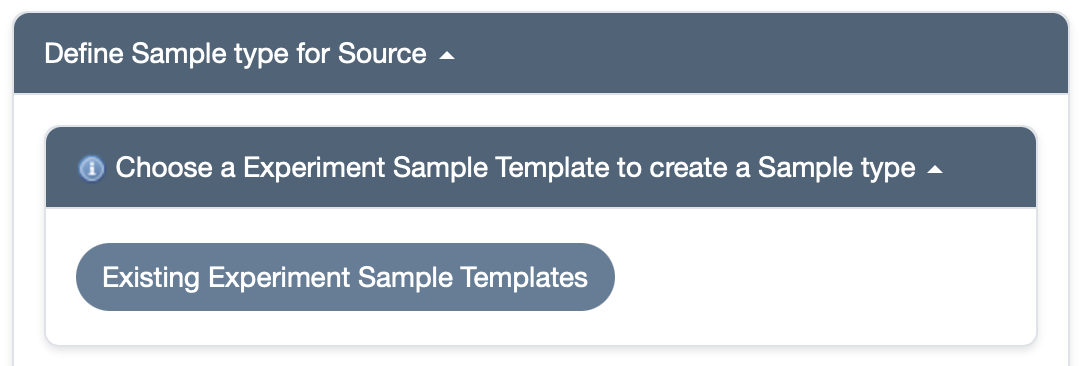 Define Sample type for Source
Choose a Experiment Sample Template to create a Sample type
Existing Experiment Sample Templates